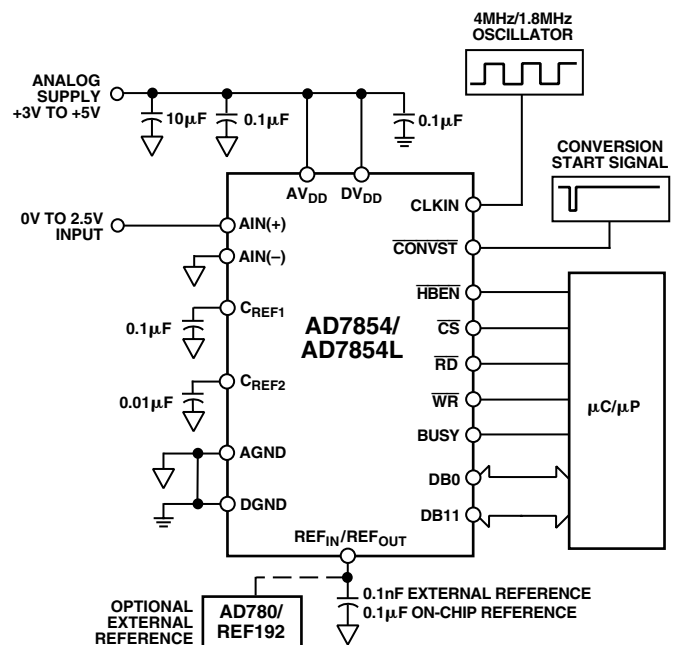 4MHz/1.8MHz
OSCILLATOR
ANALOG
SUPPLY
+3V TO +5V
10µF
0.1µF
0.1µF
CONVERSION
START SIGNAL
AVDD
DVDD
CLKIN
0V TO 2.5V
INPUT
AIN(+)
CONVST
AIN(–)
HBEN
CREF1
0.1µF
AD7854/
AD7854L
CS
RD
CREF2
0.01µF
WR
µC/µP
BUSY
AGND
DB0
DGND
DB11
REFIN/REFOUT
OPTIONAL
EXTERNAL
REFERENCE
AD780/
REF192
0.1nF EXTERNAL REFERENCE
0.1µF ON-CHIP REFERENCE